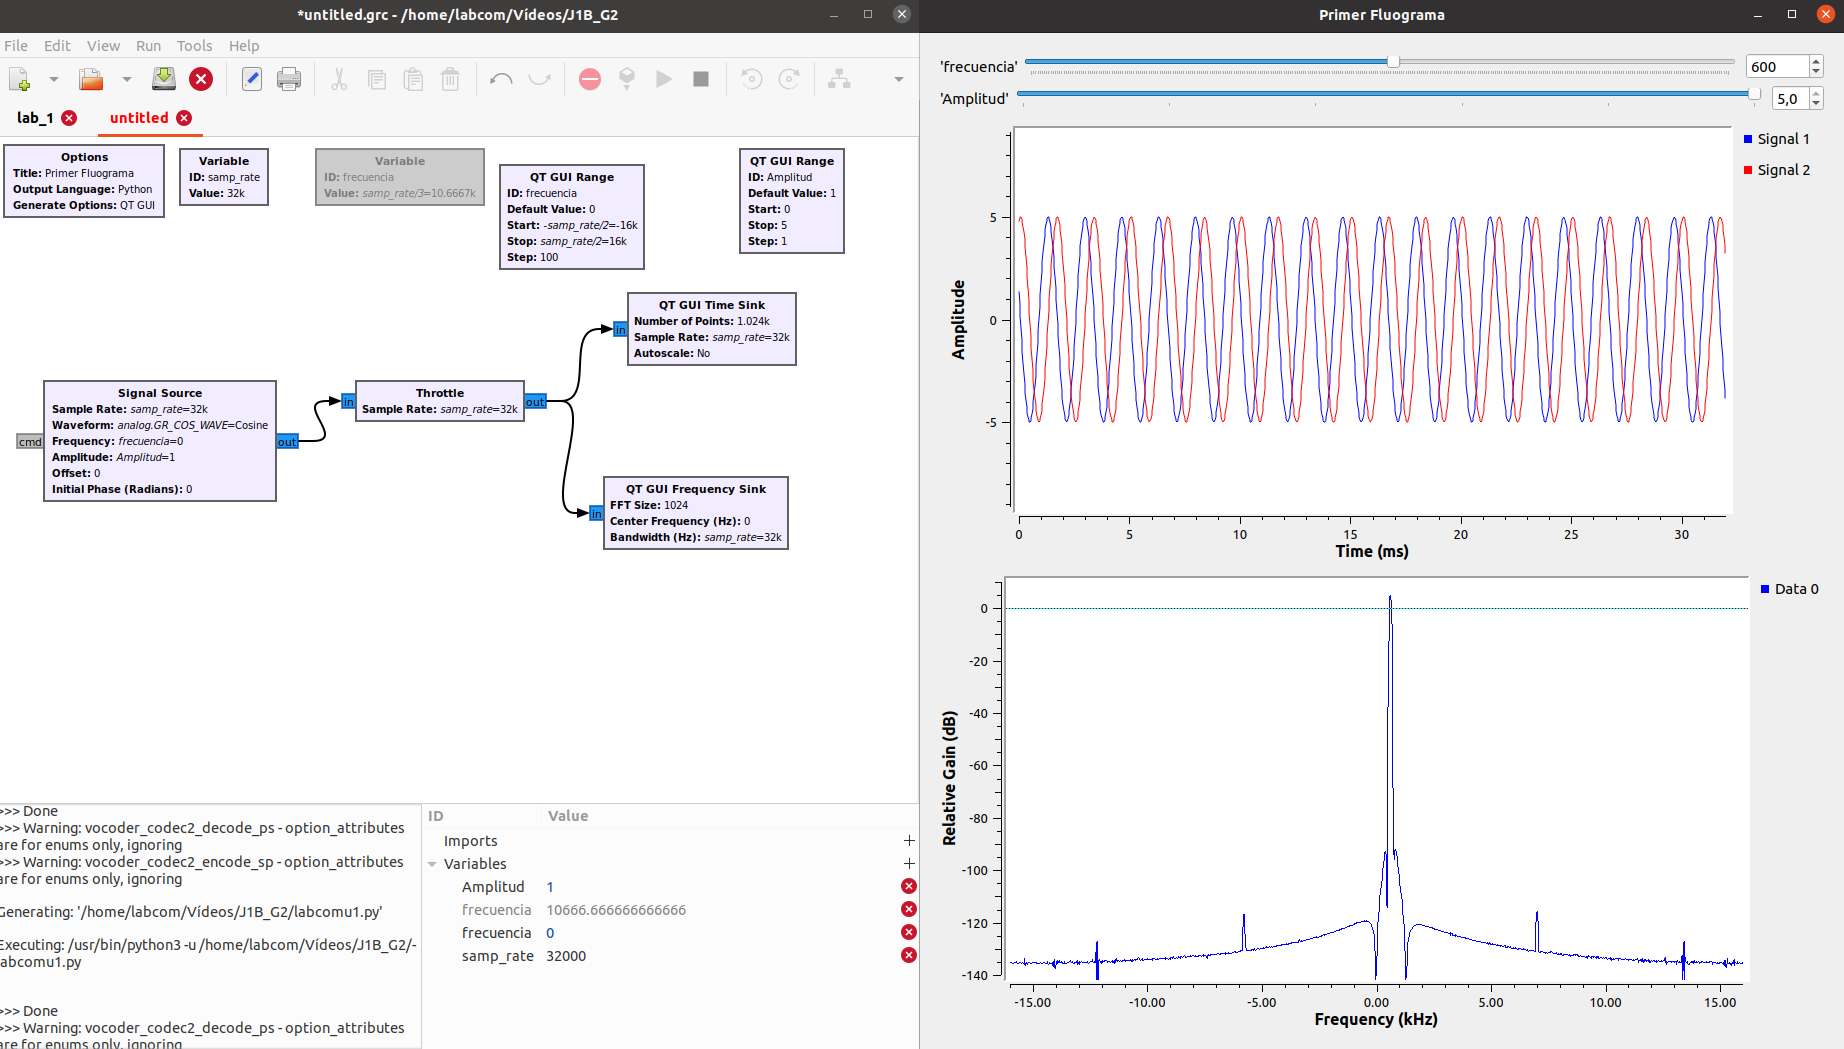 *untitled.grc - /home/labcom/Vídeos/J1B_G2
File Edit View Run Tools Help
lab_1
untitled
Options
Title: Primer Fluograma
Output Language: Python
Generate Options: QT GUI
Variable
ID: samp_rate
Value: 32k
Variable
ID: frecuencia
Value: samp_rate/3=10.6667k
QT GUI Range
ID: frecuencia
Default Value: 0
Start: -samp_rate/2=-16k
Stop: samp_rate/2=16k
Step: 100
QT GUI Range
ID: Amplitud
Default Value: 1
Start: 0
Stop: 5
Step: 1
QT GUI Time Sink
Number of Points: 1.024k
Sample Rate: samp_rate=32k
Autoscale: No
in
Signal Source
Sample Rate: samp_rate=32k
Waveform: analog.GR_COS_WAVE=Cosine
Frequency: frecuencia=0
Amplitude: Amplitud=1
Offset: 0
Initial Phase (Radians): 0
cmd
out
Throttle
Sample Rate: samp_rate=32k
in
out
QT GUI Frequency Sink
FFT Size: 1024
Center Frequency (Hz): 0
Bandwidth (Hz): samp_rate=32k
in
>>> Done
>>> Warning: vocoder_codec2_decode_ps - option_attributes
are for enums only, ignoring
>>> Warning: vocoder_codec2_encode_sp - option_attributes
are for enums only, ignoring
Generating: '/home/labcom/Vídeos/J1B_G2/labcomu1.py'
Executing: /usr/bin/python3 -u /home/labcom/Vídeos/J1B_G2/-
labcomu1.py
>>> Done
>>> Warning: vocoder_codec2_decode_ps - option_attributes
are for enums only, ignoring
ID Value
Imports
Variables
Amplitud 1
frecuencia 10666.666666666666
frecuencia 0
samp_rate 32000
Primer Fluograma
'frecuencia' 600
'Amplitud' 5,0
Signal 1
Signal 2
Amplitude
5
0
-5
0 5 10 15 20 25 30
Time (ms)
Data 0
Relative Gain (dB)
0
-20
-40
-60
-80
-100
-120
-140
-15.00 -10.00 -5.00 0.00 5.00 10.00 15.00
Frequency (kHz)